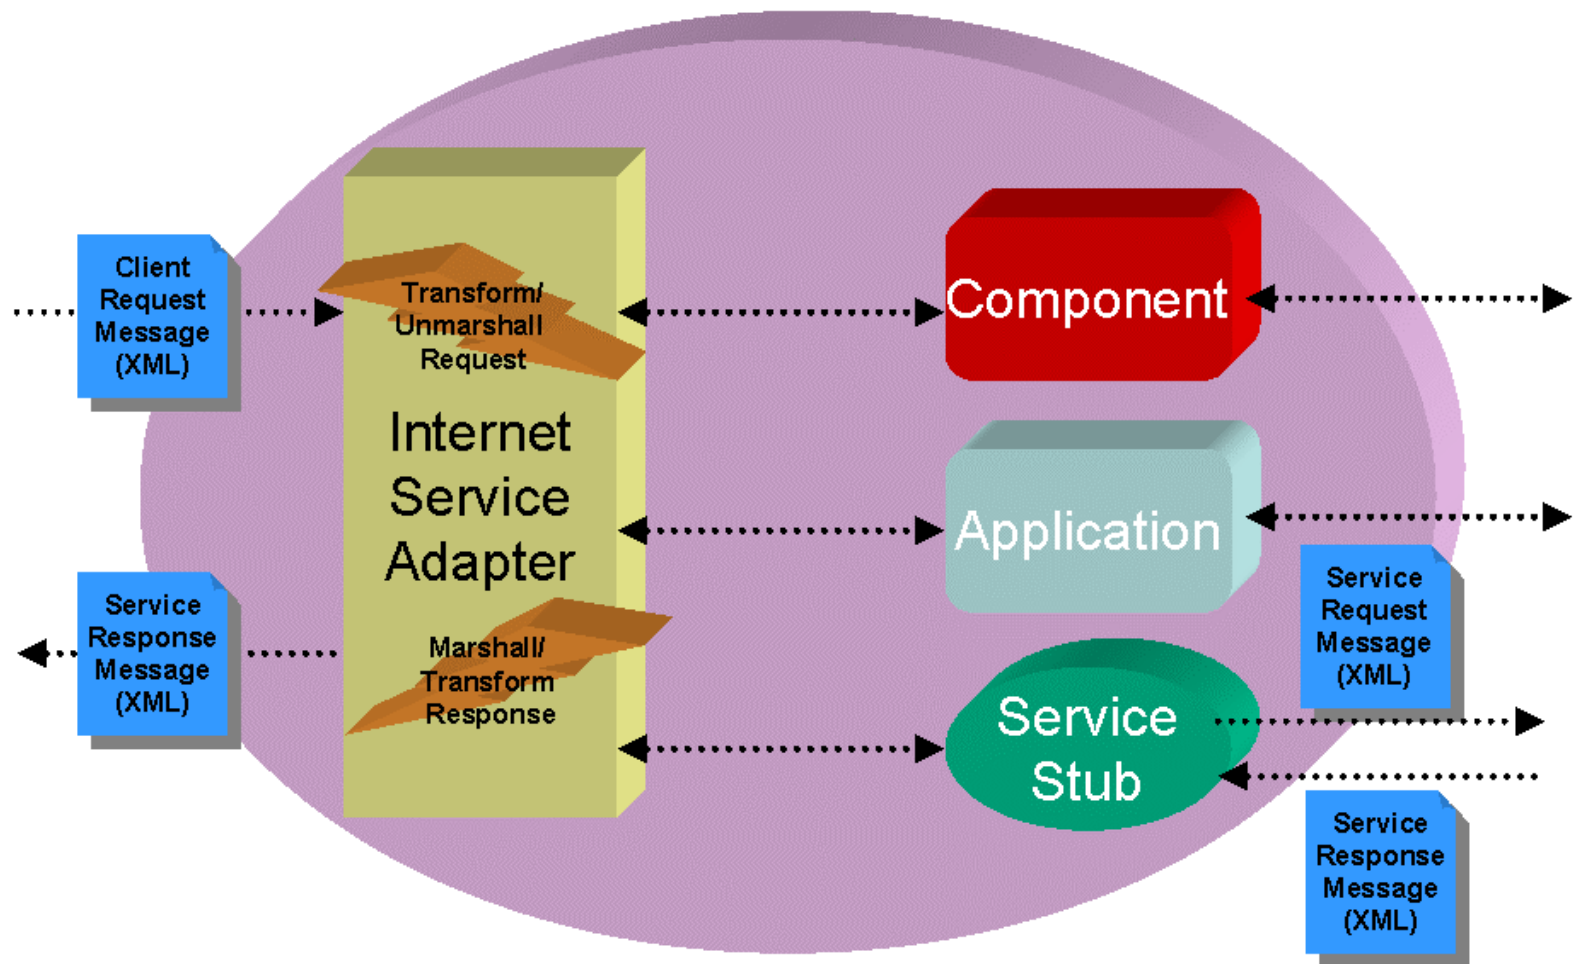 Client
Request
Message
(XML)
Transform/
Unmarshall
Request
Internet
Service
Adapter
Marshall/
Transform
Response
Service
Response
Message
(XML)
Component
Application
Service
Stub
Service
Request
Message
(XML)
Service
Response
Message
(XML)